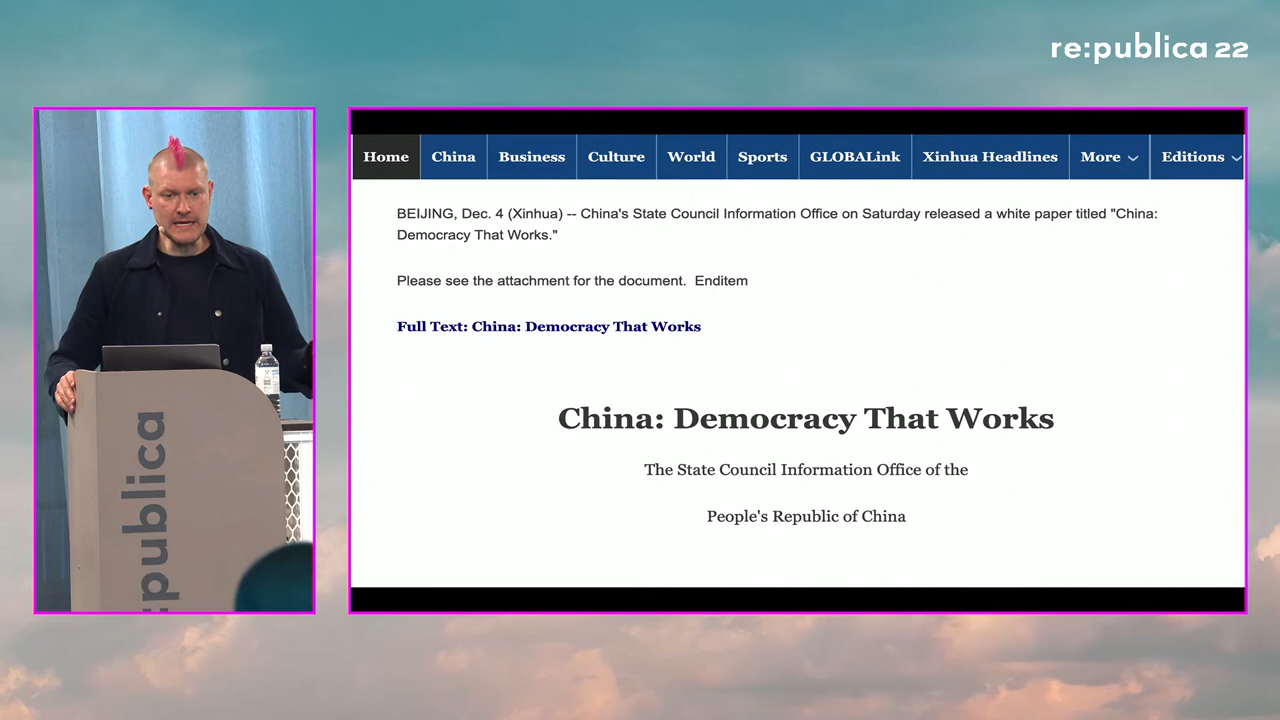 re:publica 22
Home China Business Culture World Sports GLOBALink Xinhua Headlines More Editions
BEIJING, Dec. 4 (Xinhua) -- China's State Council Information Office on Saturday released a white paper titled "China:
Democracy That Works."
Please see the attachment for the document.  Enditem
Full Text: China: Democracy That Works
China: Democracy That Works
The State Council Information Office of the
People's Republic of China
:publica